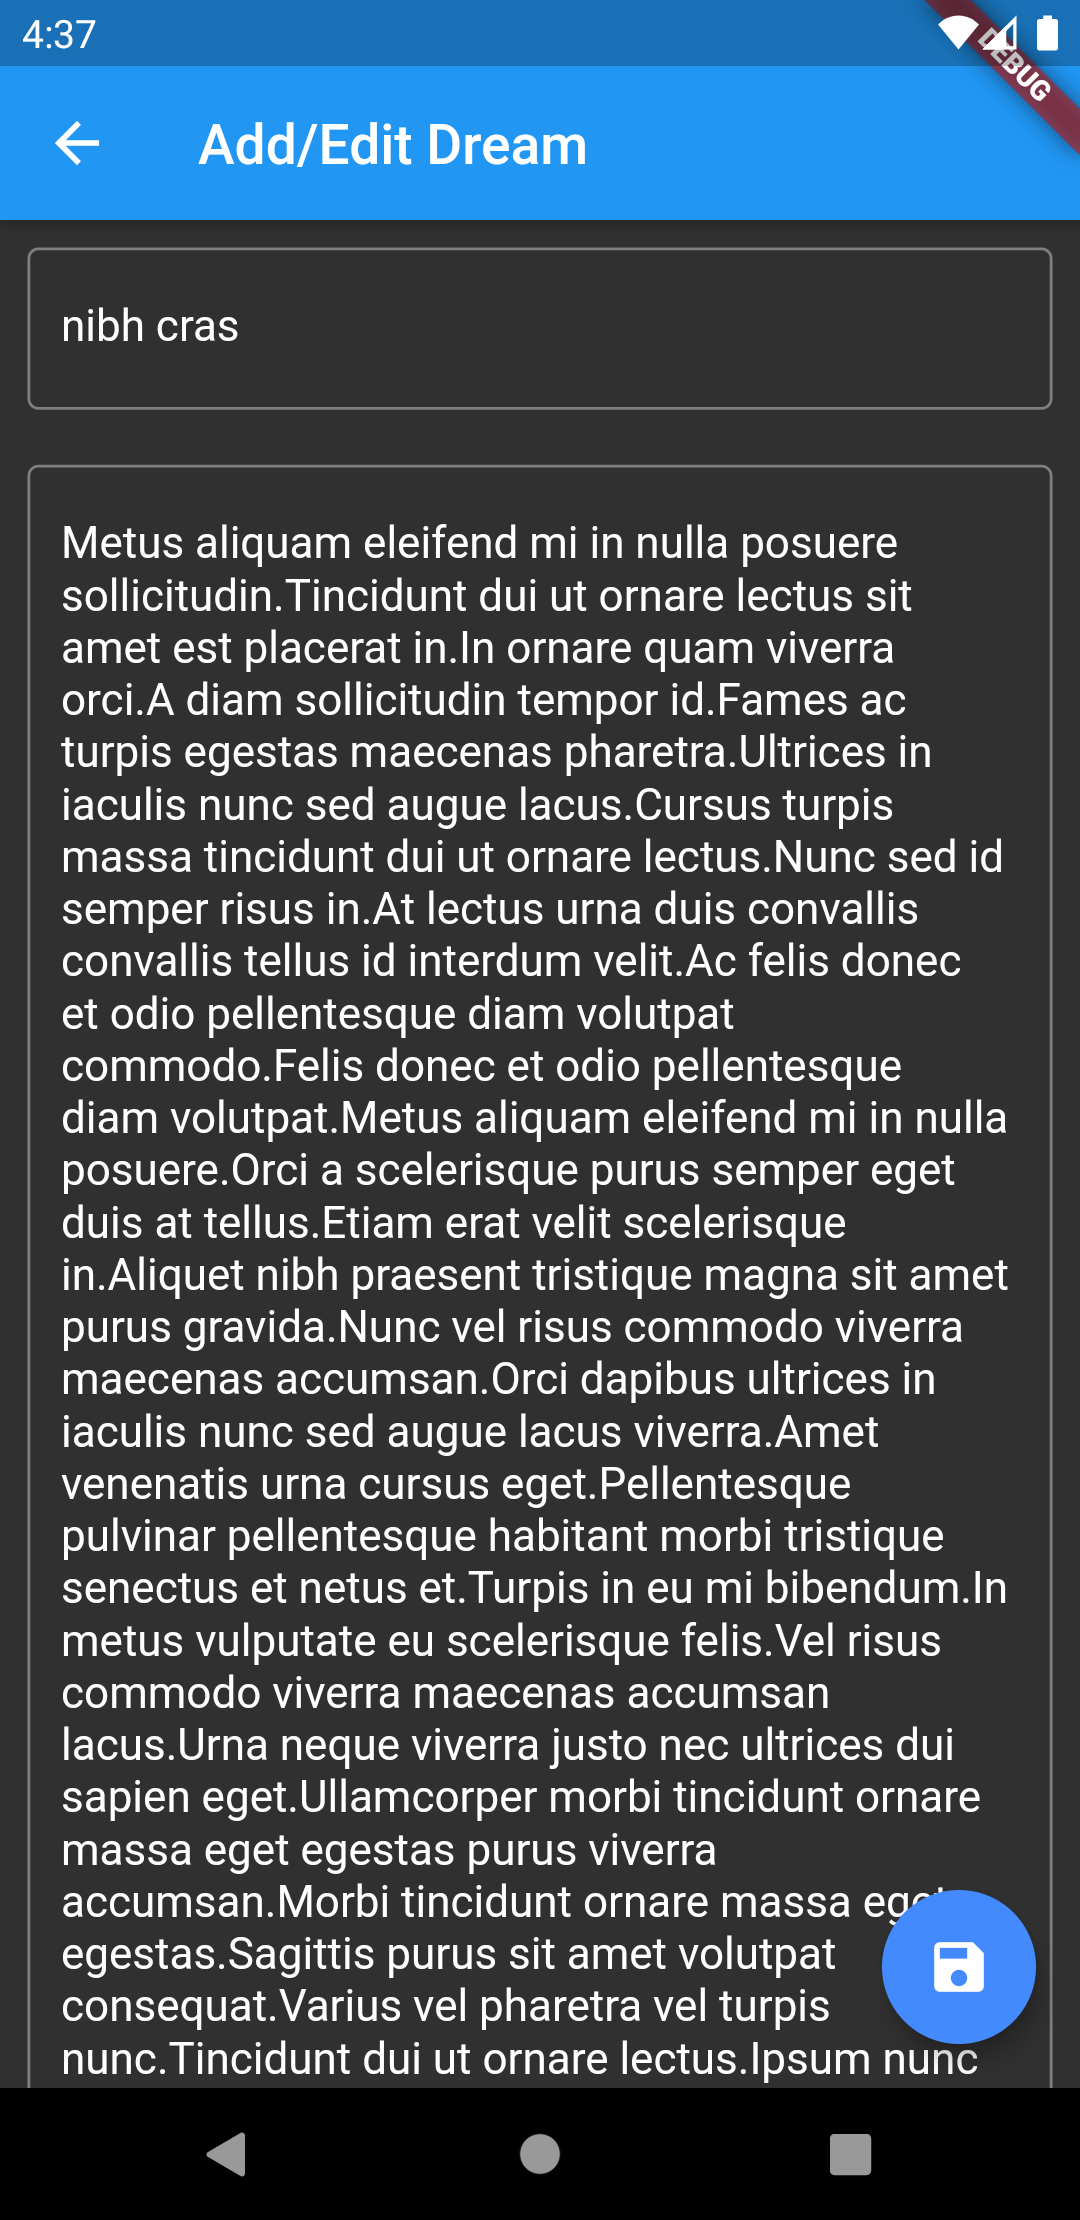 4:37
DEBUG
Add/Edit Dream
nibh cras
Metus aliquam eleifend mi in nulla posuere
sollicitudin.Tincidunt dui ut ornare lectus sit
amet est placerat in.In ornare quam viverra
orci.A diam sollicitudin tempor id.Fames ac
turpis egestas maecenas pharetra.Ultrices in
iaculis nunc sed augue lacus.Cursus turpis
massa tincidunt dui ut ornare lectus.Nunc sed id
semper risus in.At lectus urna duis convallis
convallis tellus id interdum velit.Ac felis donec
et odio pellentesque diam volutpat
commodo.Felis donec et odio pellentesque
diam volutpat.Metus aliquam eleifend mi in nulla
posuere.Orci a scelerisque purus semper eget
duis at tellus.Etiam erat velit scelerisque
in.Aliquet nibh praesent tristique magna sit amet
purus gravida.Nunc vel risus commodo viverra
maecenas accumsan.Orci dapibus ultrices in
iaculis nunc sed augue lacus viverra.Amet
venenatis urna cursus eget.Pellentesque
pulvinar pellentesque habitant morbi tristique
senectus et netus et.Turpis in eu mi bibendum.In
metus vulputate eu scelerisque felis.Vel risus
commodo viverra maecenas accumsan
lacus.Urna neque viverra justo nec ultrices dui
sapien eget.Ullamcorper morbi tincidunt ornare
massa eget egestas purus viverra
accumsan.Morbi tincidunt ornare massa eget
egestas.Sagittis purus sit amet volutpat
consequat.Varius vel pharetra vel turpis
nunc.Tincidunt dui ut ornare lectus.Ipsum nunc